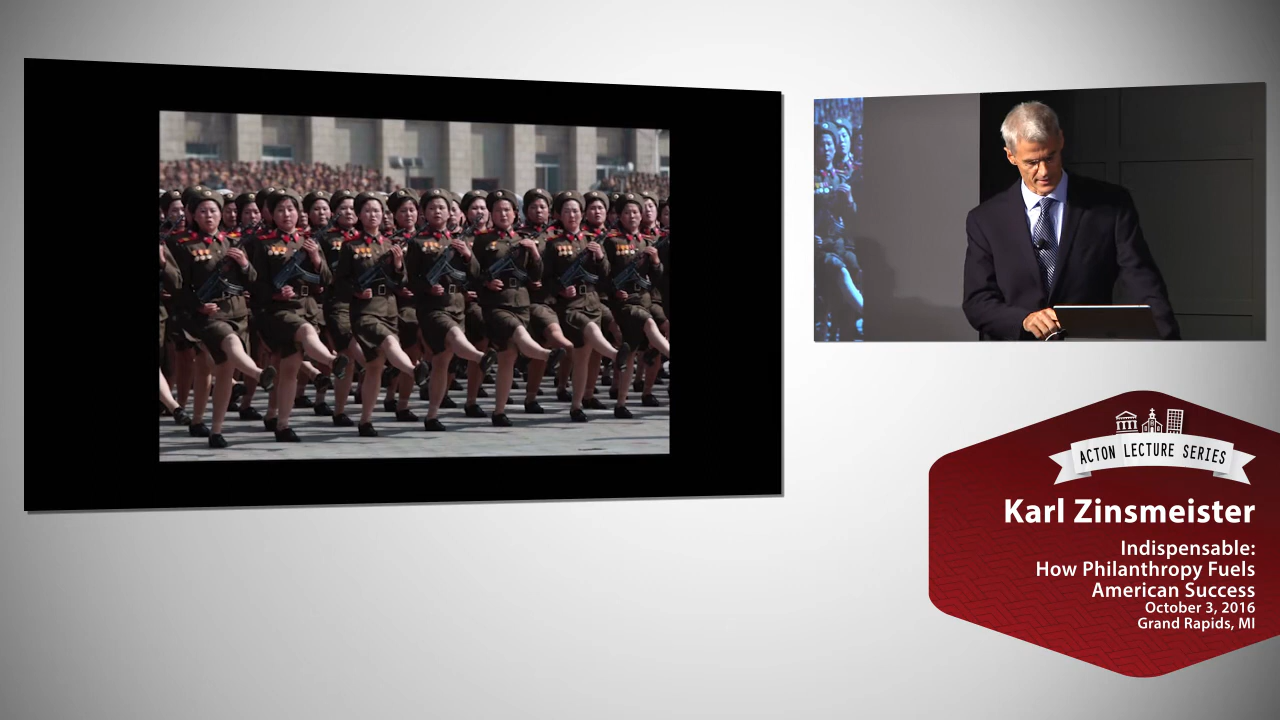 ACTON LECTURE SERIES
Karl Zinsmeister
Indispensable:
How Philanthropy Fuels
American Success
October 3, 2016
Grand Rapids, MI